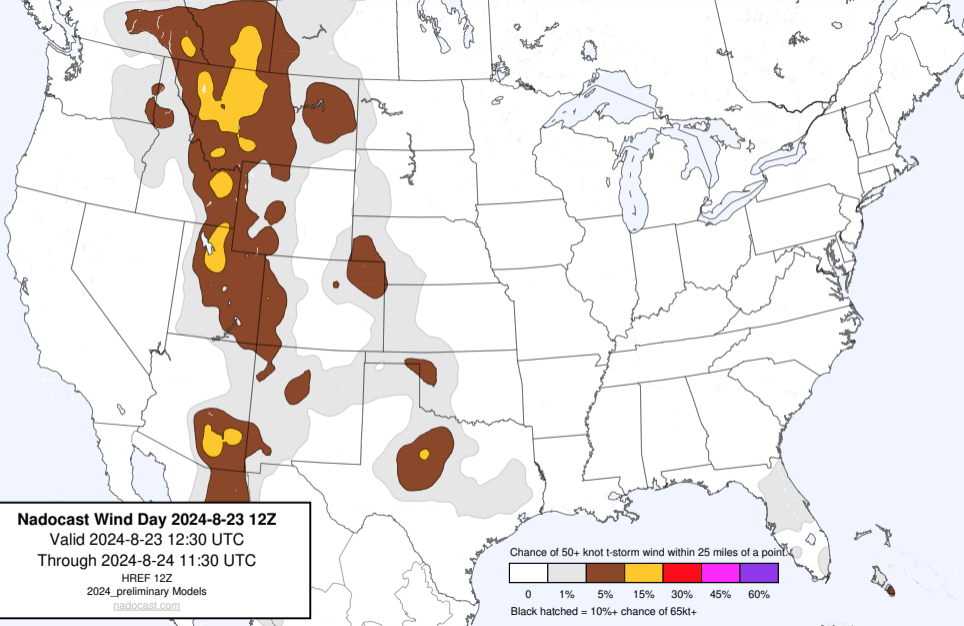 Nadocast Wind Day 2024-8-23 12Z
Valid 2024-8-23 12:30 UTC
Through 2024-8-24 11:30 UTC
HREF 12Z
2024_preliminary Models
nadocast.com
Chance of 50+ knot t-storm wind within 25 miles of a point.
0 1% 5% 15% 30% 45% 60%
Black hatched = 10%+ chance of 65kt+